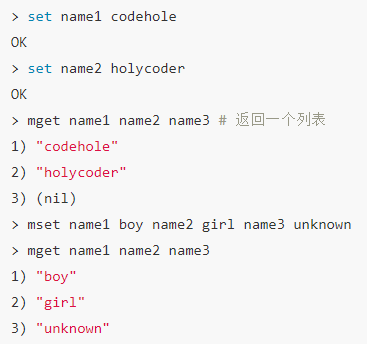 > set name1 codehole
OK
> set name2 holycoder
OK
> mget name1 name2 name3 # 返回一个列表
1) "codehole"
2) "holycoder"
3) (nil)
> mset name1 boy name2 girl name3 unknown
> mget name1 name2 name3
1) "boy"
2) "girl"
3) "unknown"